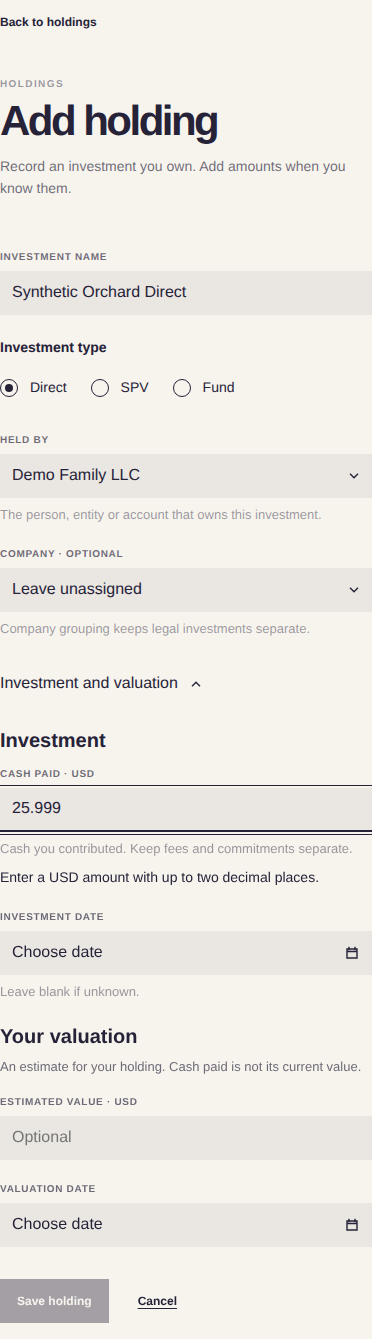 Back to holdings
HOLDINGS
Add holding
Record an investment you own. Add amounts when you
know them.
INVESTMENT NAME
Synthetic Orchard Direct
Investment type
Direct SPV Fund
HELD BY
Demo Family LLC
The person, entity or account that owns this investment.
COMPANY · OPTIONAL
Leave unassigned
Company grouping keeps legal investments separate.
Investment and valuation
Investment
CASH PAID · USD
25.999
Cash you contributed. Keep fees and commitments separate.
Enter a USD amount with up to two decimal places.
INVESTMENT DATE
Choose date
Leave blank if unknown.
Your valuation
An estimate for your holding. Cash paid is not its current value.
ESTIMATED VALUE · USD
Optional
VALUATION DATE
Choose date
Save holding Cancel